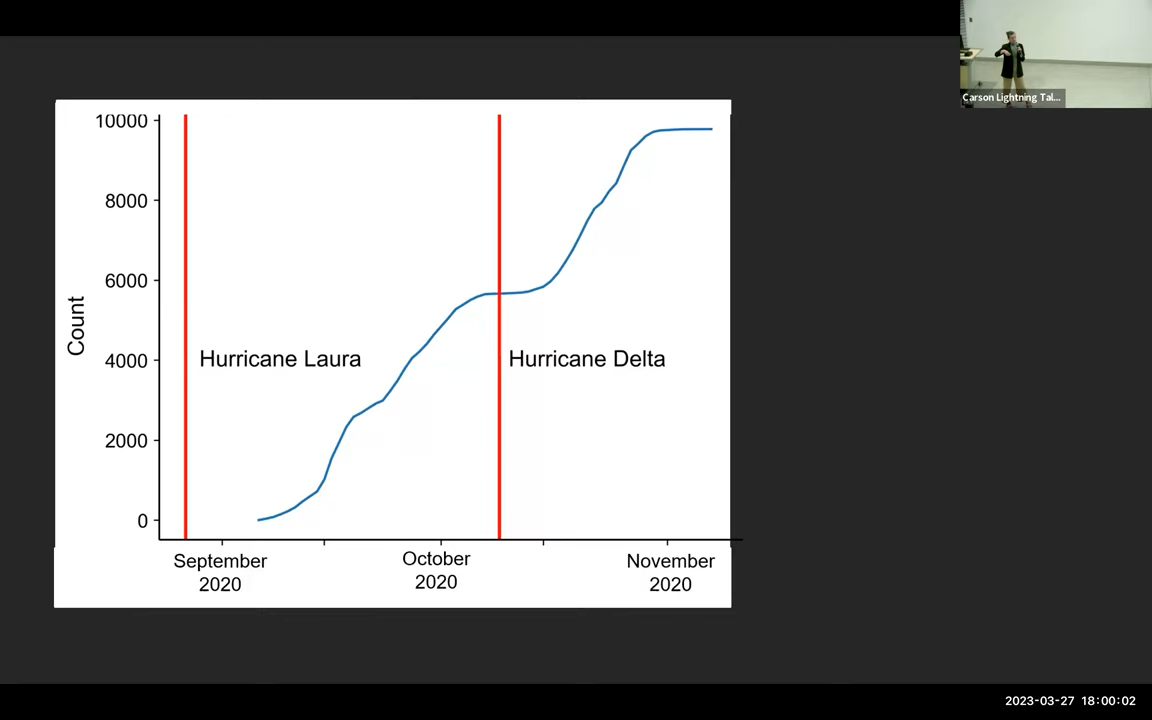 Carson Lightning Tal...
10000
8000
6000
4000
2000
0
Count
Hurricane Laura
Hurricane Delta
September
2020
October
2020
November
2020
2023-03-27 18:00:02